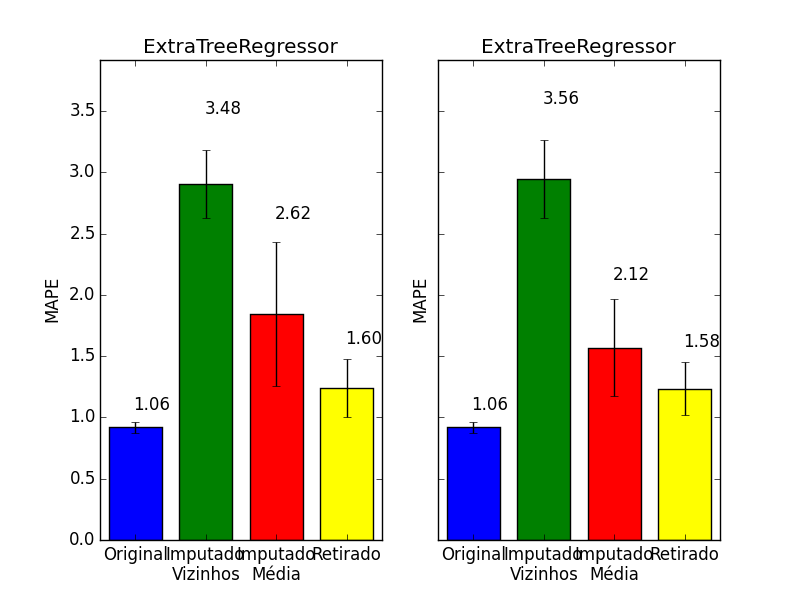 ExtraTreeRegressor
MAPE
3.5
3.0
2.5
2.0
1.5
1.0
0.5
0.0
1.06
3.48
2.62
1.60
Original
Imputado
Vizinhos
Imputado
Média
Retirado
ExtraTreeRegressor
MAPE
1.06
3.56
2.12
1.58
Original
Imputado
Vizinhos
Imputado
Média
Retirado